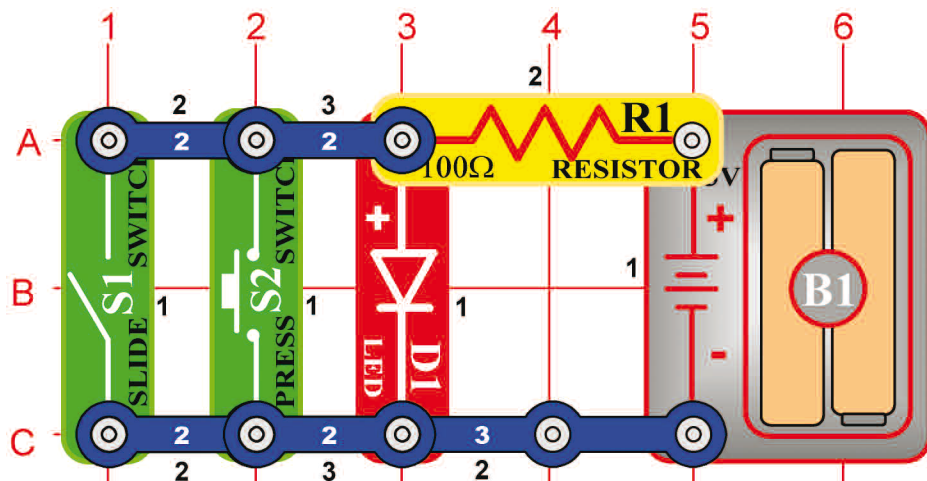 1 2 3 4 5 6
2 3 2
A 2 2 R1
100Ω RESISTOR
V
SLIDE SWITCH S1
PRESS SWITCH S2
+ +
B 1 1 1 1 B1
-
LED D1
C 2 2 3
2 3 2